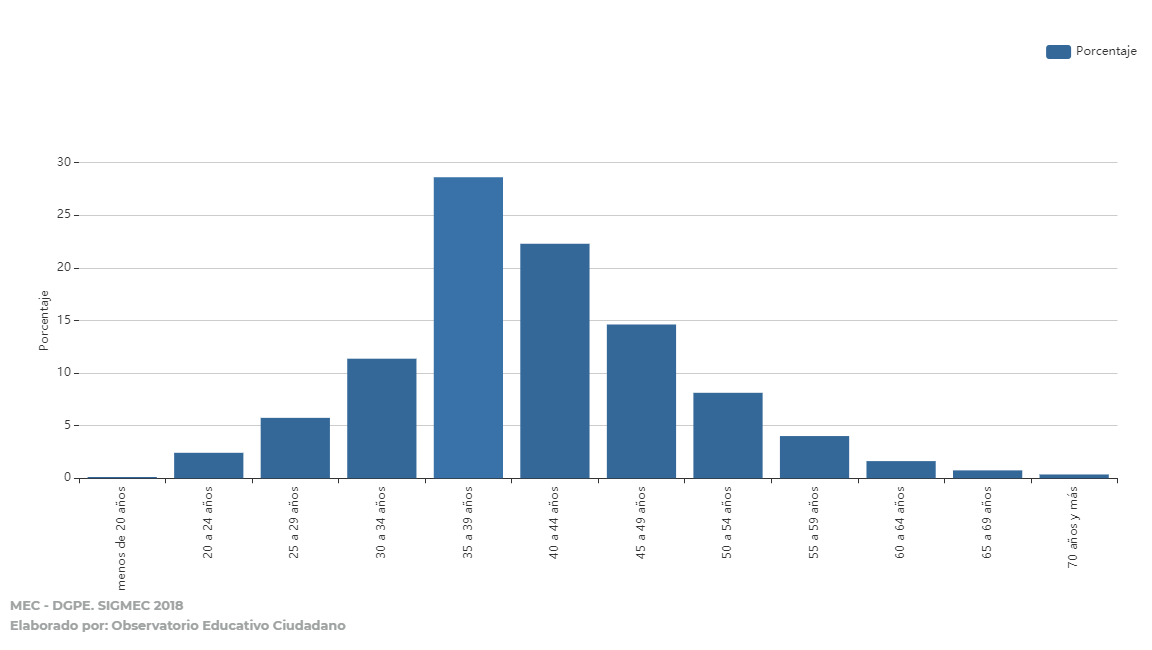 Porcentaje
30
25
20
15
10
5
0
Porcentaje
menos de 20 años
20 a 24 años
25 a 29 años
30 a 34 años
35 a 39 años
40 a 44 años
45 a 49 años
50 a 54 años
55 a 59 años
60 a 64 años
65 a 69 años
70 años y más
MEC - DGPE. SIGMEC 2018
Elaborado por: Observatorio Educativo Ciudadano